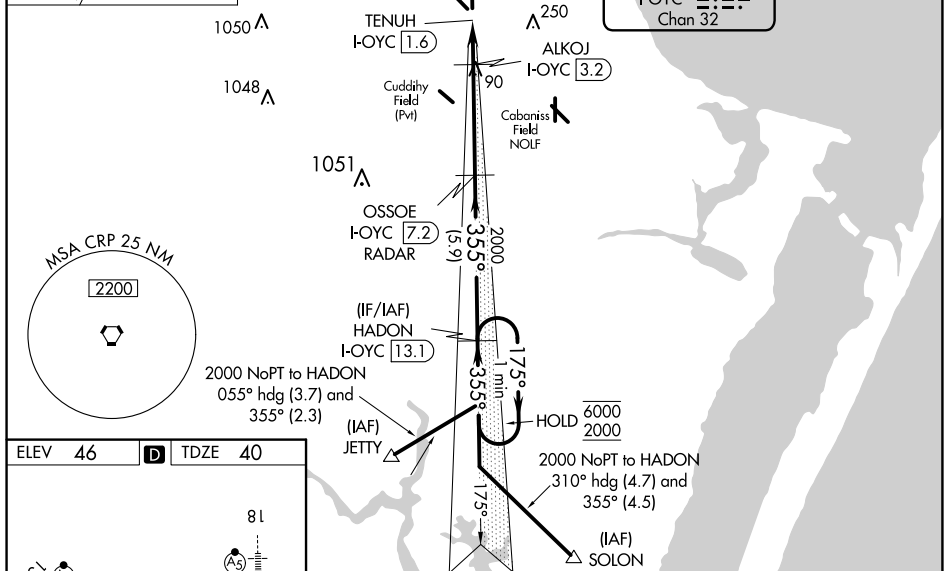 1050
TENUH
I-OYC 1.6
250
Chan 32
ALKOJ
I-OYC 3.2
1048
90
Cuddihy
Field
(Pvt)
Cabaniss
Field
NOLF
1051
OSSOE
I-OYC 7.2
RADAR
355°
(5.9)
2000
MSA CRP 25 NM
2200
(IF/IAF)
HADON
I-OYC 13.1
355°
1 min
175°
2000 NoPT to HADON
055° hdg (3.7) and
355° (2.3)
(IAF)
JETTY
HOLD 6000
2000
2000 NoPT to HADON
310° hdg (4.7) and
355° (4.5)
175°
(IAF)
SOLON
ELEV 46 D TDZE 40
18
A5